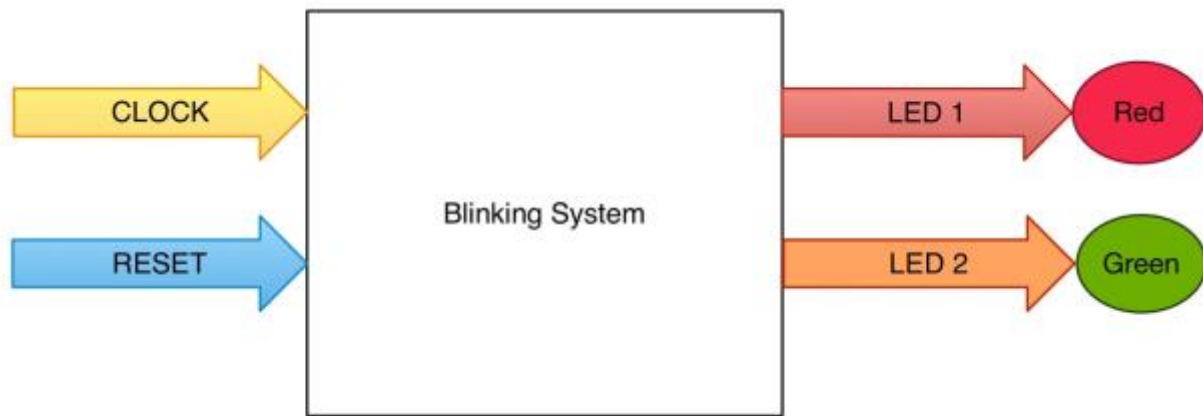 CLOCK
LED 1
Red
Blinking System
RESET
LED 2
Green